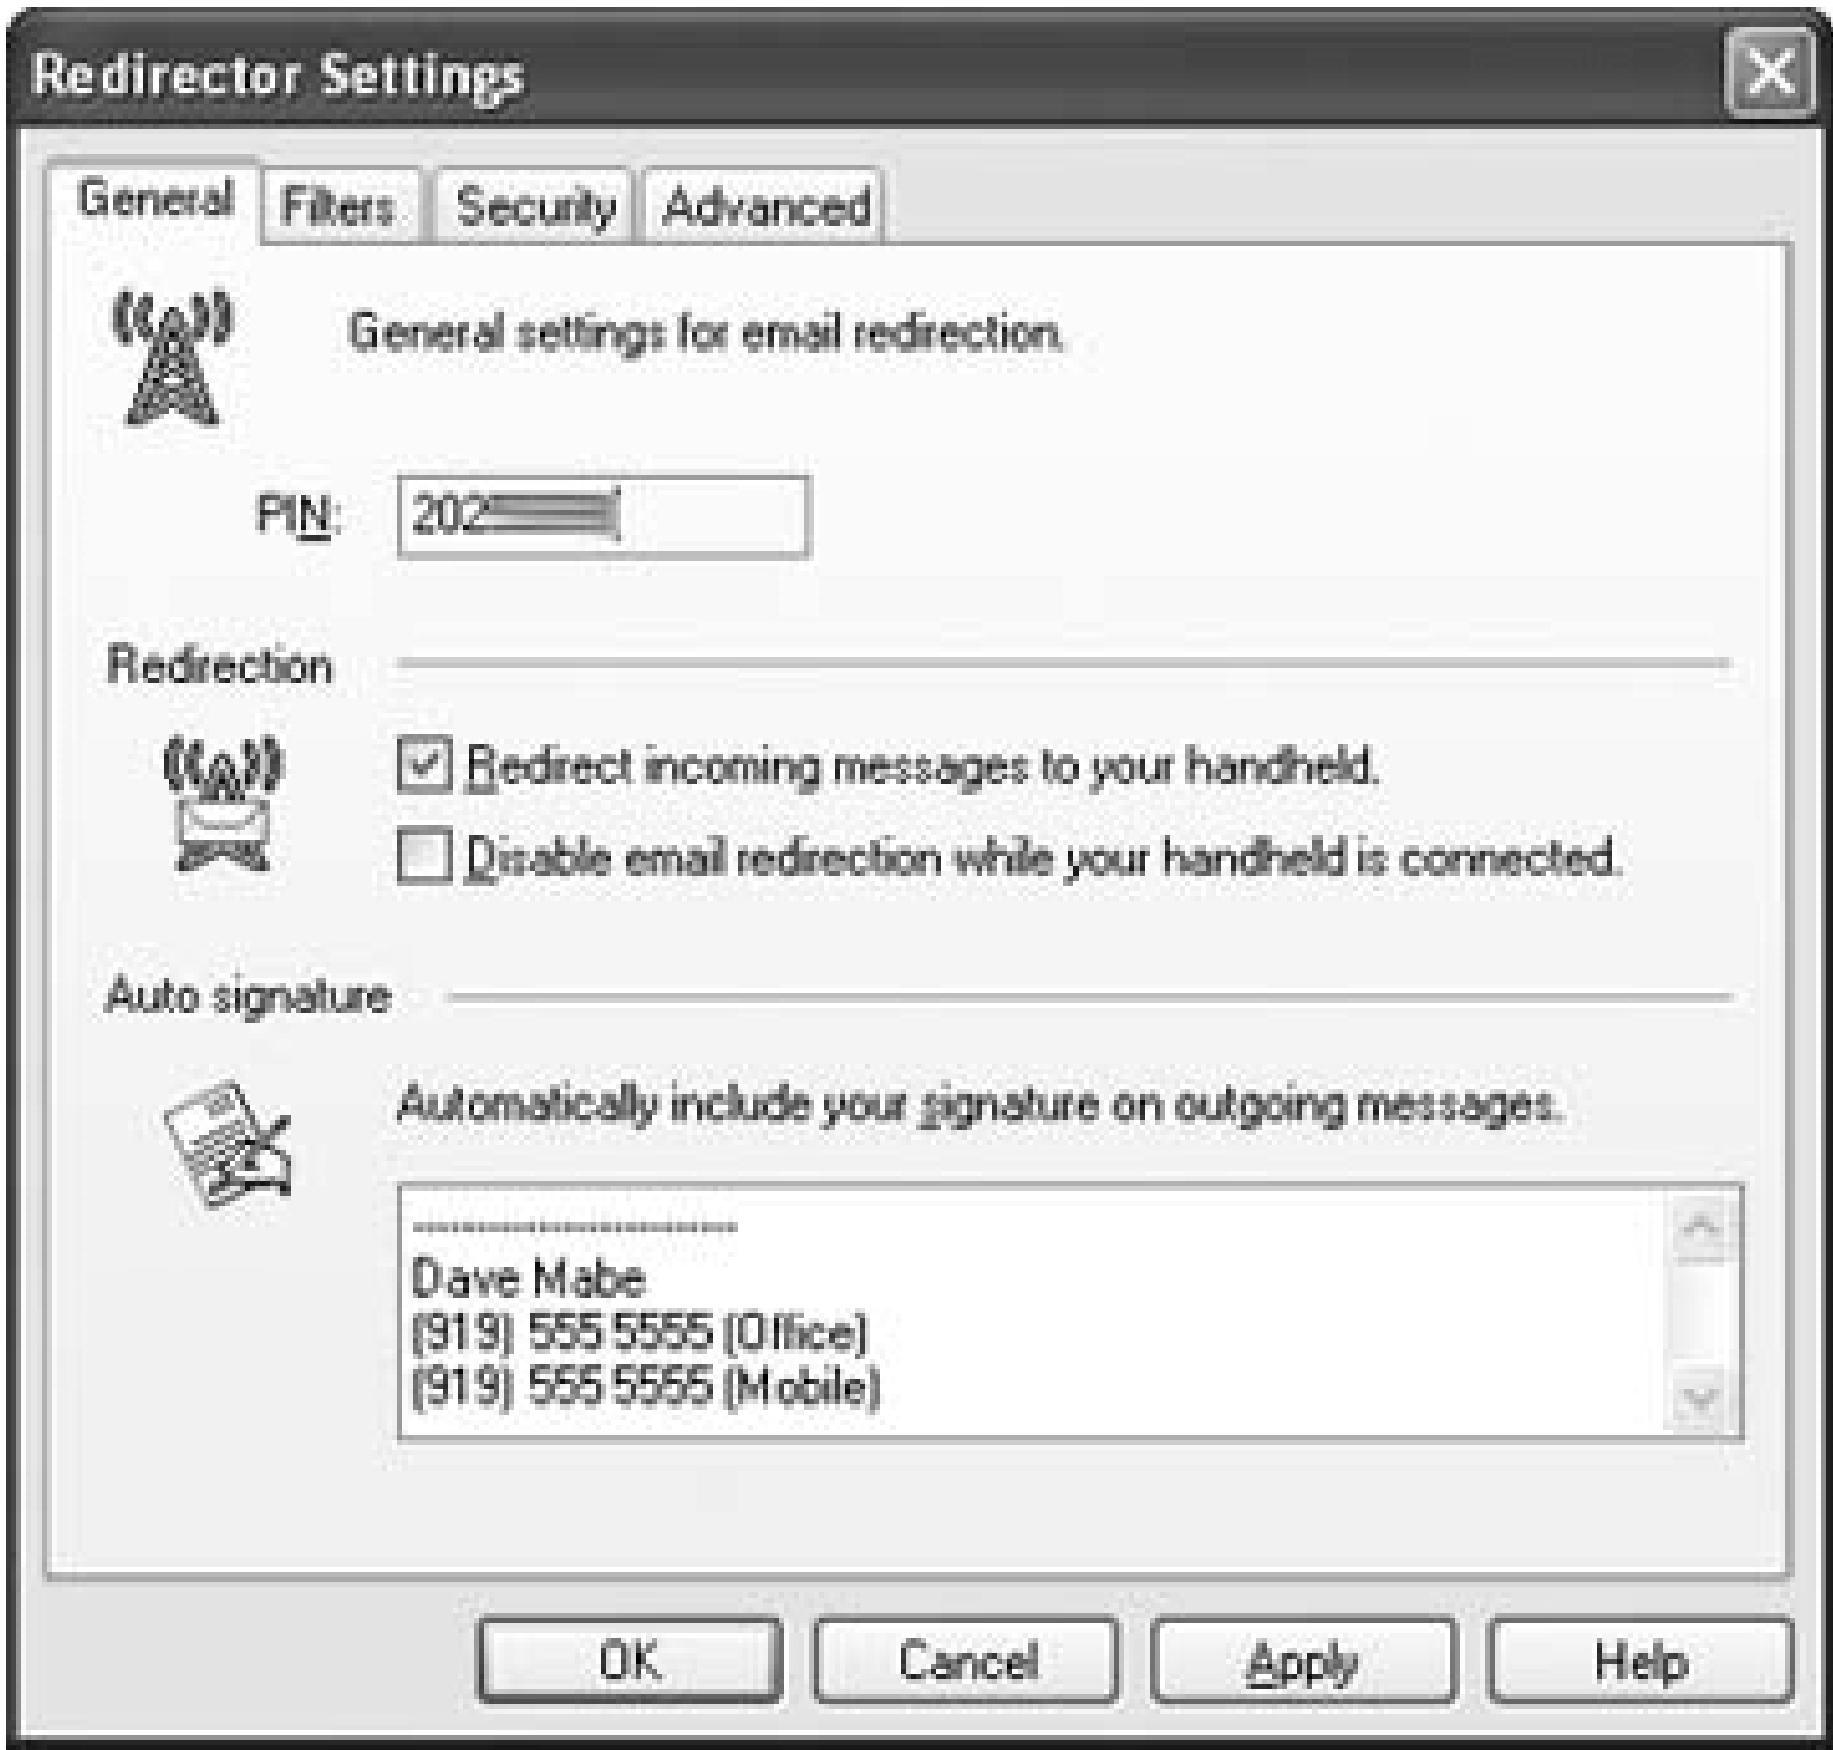 Redirector Settings
General Filters Security Advanced
General settings for email redirection.
PIN: 202
Redirection
Redirect incoming messages to your handheld.
Disable email redirection while your handheld is connected.
Auto signature
Automatically include your signature on outgoing messages.
-------------------------
Dave Mabe
(919) 555 5555 (Office)
(919) 555 5555 (Mobile)
OK Cancel Apply Help